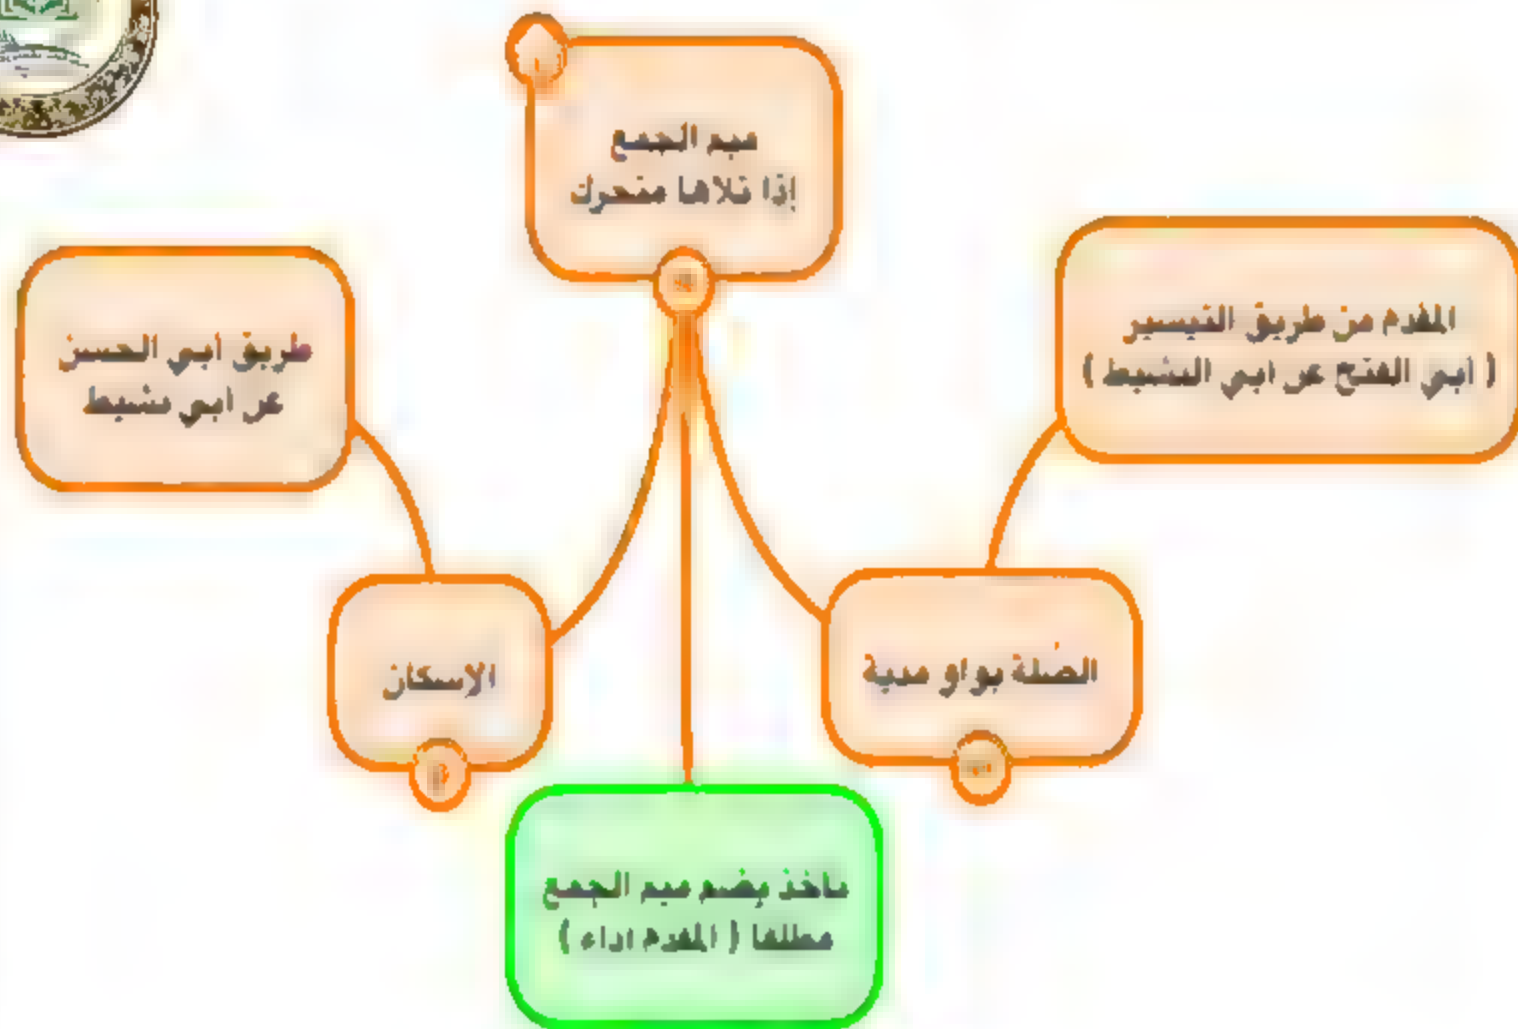 ميم الجمع
إذا تلاها متحرك
المقدم من طريق التيسير
( أبي الفتح عن أبي النشيط )
طريق أبي الحسن
عن أبي نشيط
الصلة بواو مدية
الإسكان
نأخذ بضم ميم الجمع
مطلقا ( المقدم أداء )